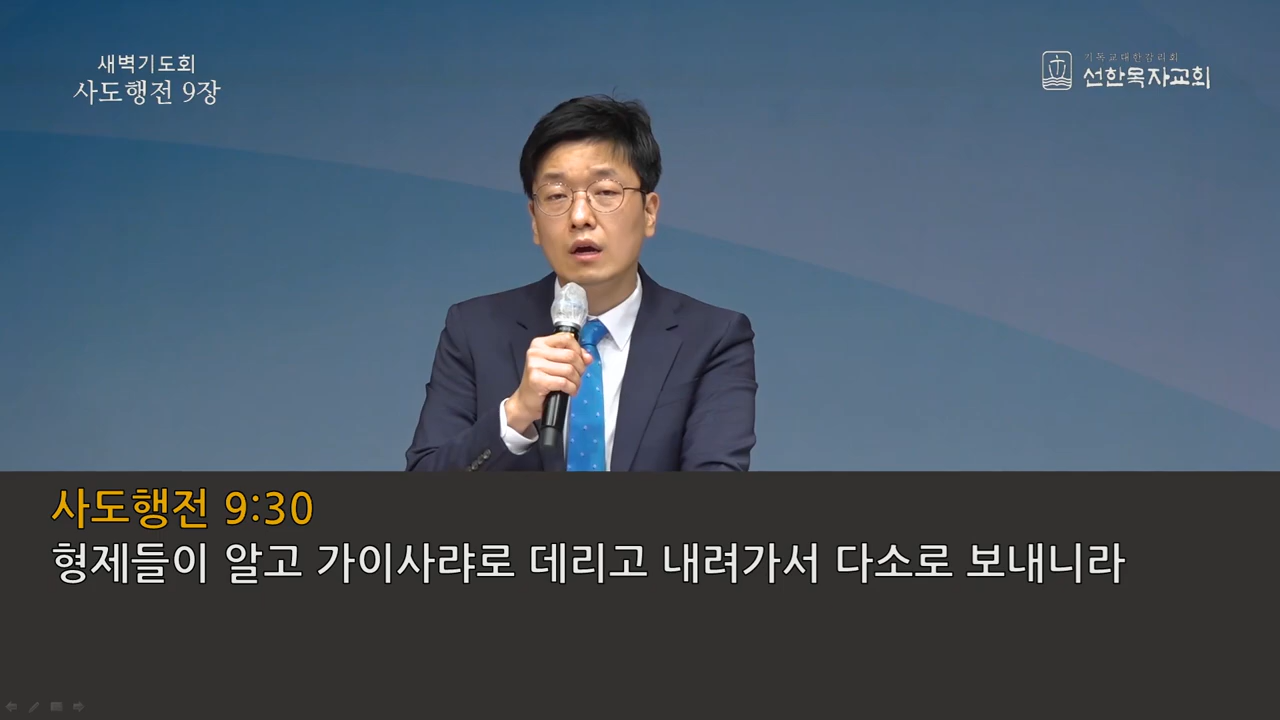 새벽기도회
사도행전 9장
기독교대한감리회
선한목자교회
사도행전 9:30
형제들이 알고 가이사랴로 데리고 내려가서 다소로 보내니라